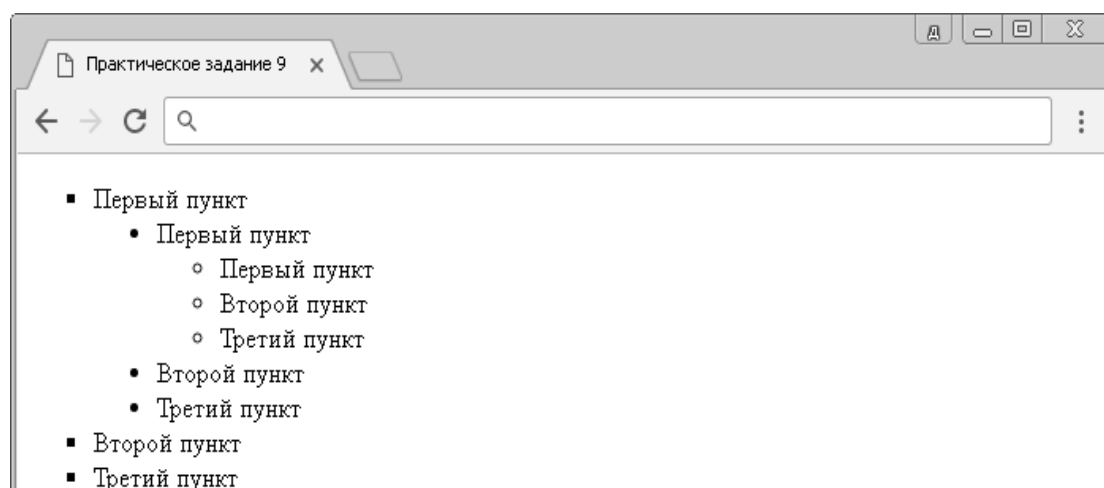 Д
Практическое задание 9
Первый пункт
Первый пункт
Первый пункт
Второй пункт
Третий пункт
Второй пункт
Третий пункт
Второй пункт
Третий пункт